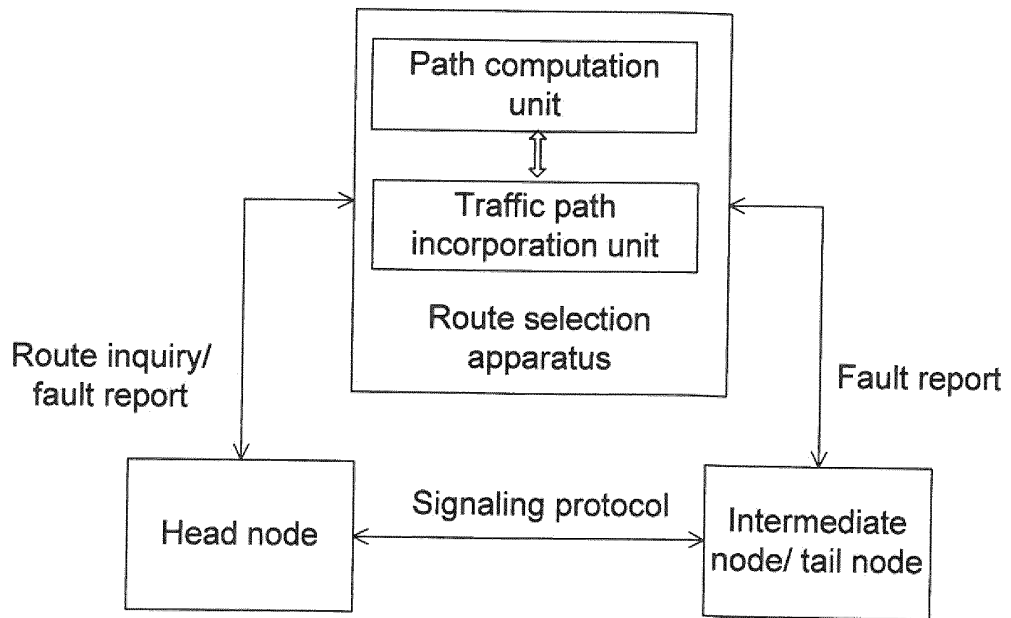 Path computation
unit
Traffic path
incorporation unit
Route selection
apparatus
Route inquiry/
fault report
Fault report
Signaling protocol
Head node
Intermediate
node/ tail node